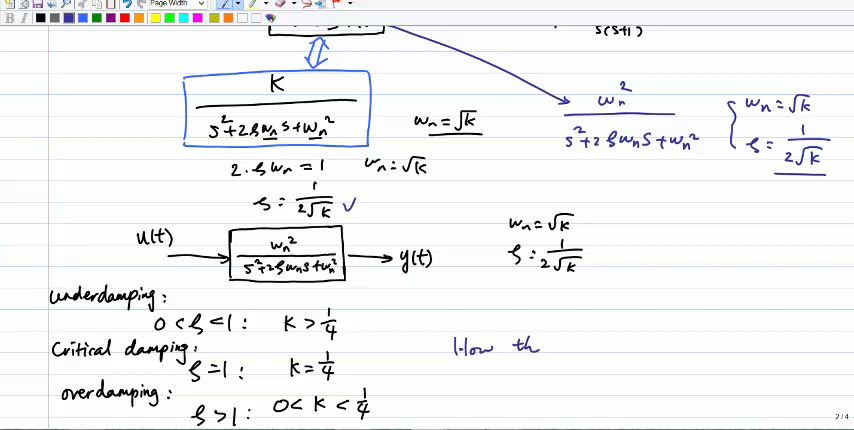 Page Width
B I
s(s+1)
K
s²+2ζωₙs+ωₙ²
ωₙ=√K
ωₙ²
s²+2ζωₙs+ωₙ²
ωₙ=√K
ζ=1/(2√K)
2·ζωₙ=1 ωₙ=√K
ζ=1/(2√K) ✓
u(t)
ωₙ²
s²+2ζωₙs+ωₙ²
y(t)
ωₙ=√K
ζ=1/(2√K)
underdamping:
0<ζ<1: K>1/4
Critical damping:
ζ=1: K=1/4
How th
overdamping:
ζ>1: 0<K<1/4
2/4